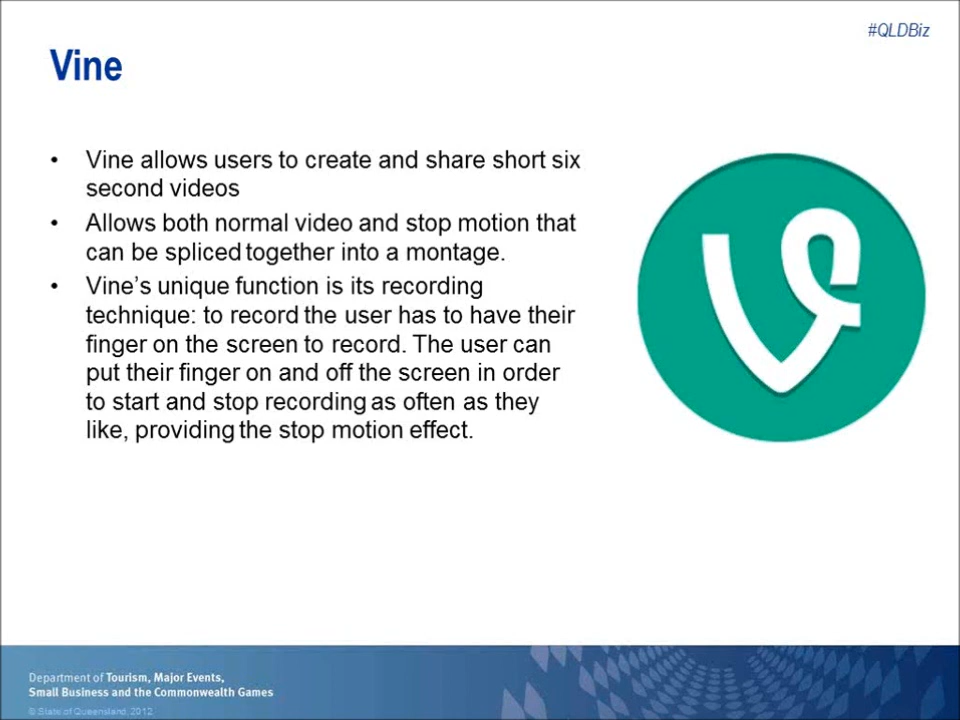 #QLDBiz
Vine
• Vine allows users to create and share short six
second videos
• Allows both normal video and stop motion that
can be spliced together into a montage.
• Vine’s unique function is its recording
technique: to record the user has to have their
finger on the screen to record. The user can
put their finger on and off the screen in order
to start and stop recording as often as they
like, providing the stop motion effect.
Department of Tourism, Major Events,
Small Business and the Commonwealth Games
© State of Queensland, 2012